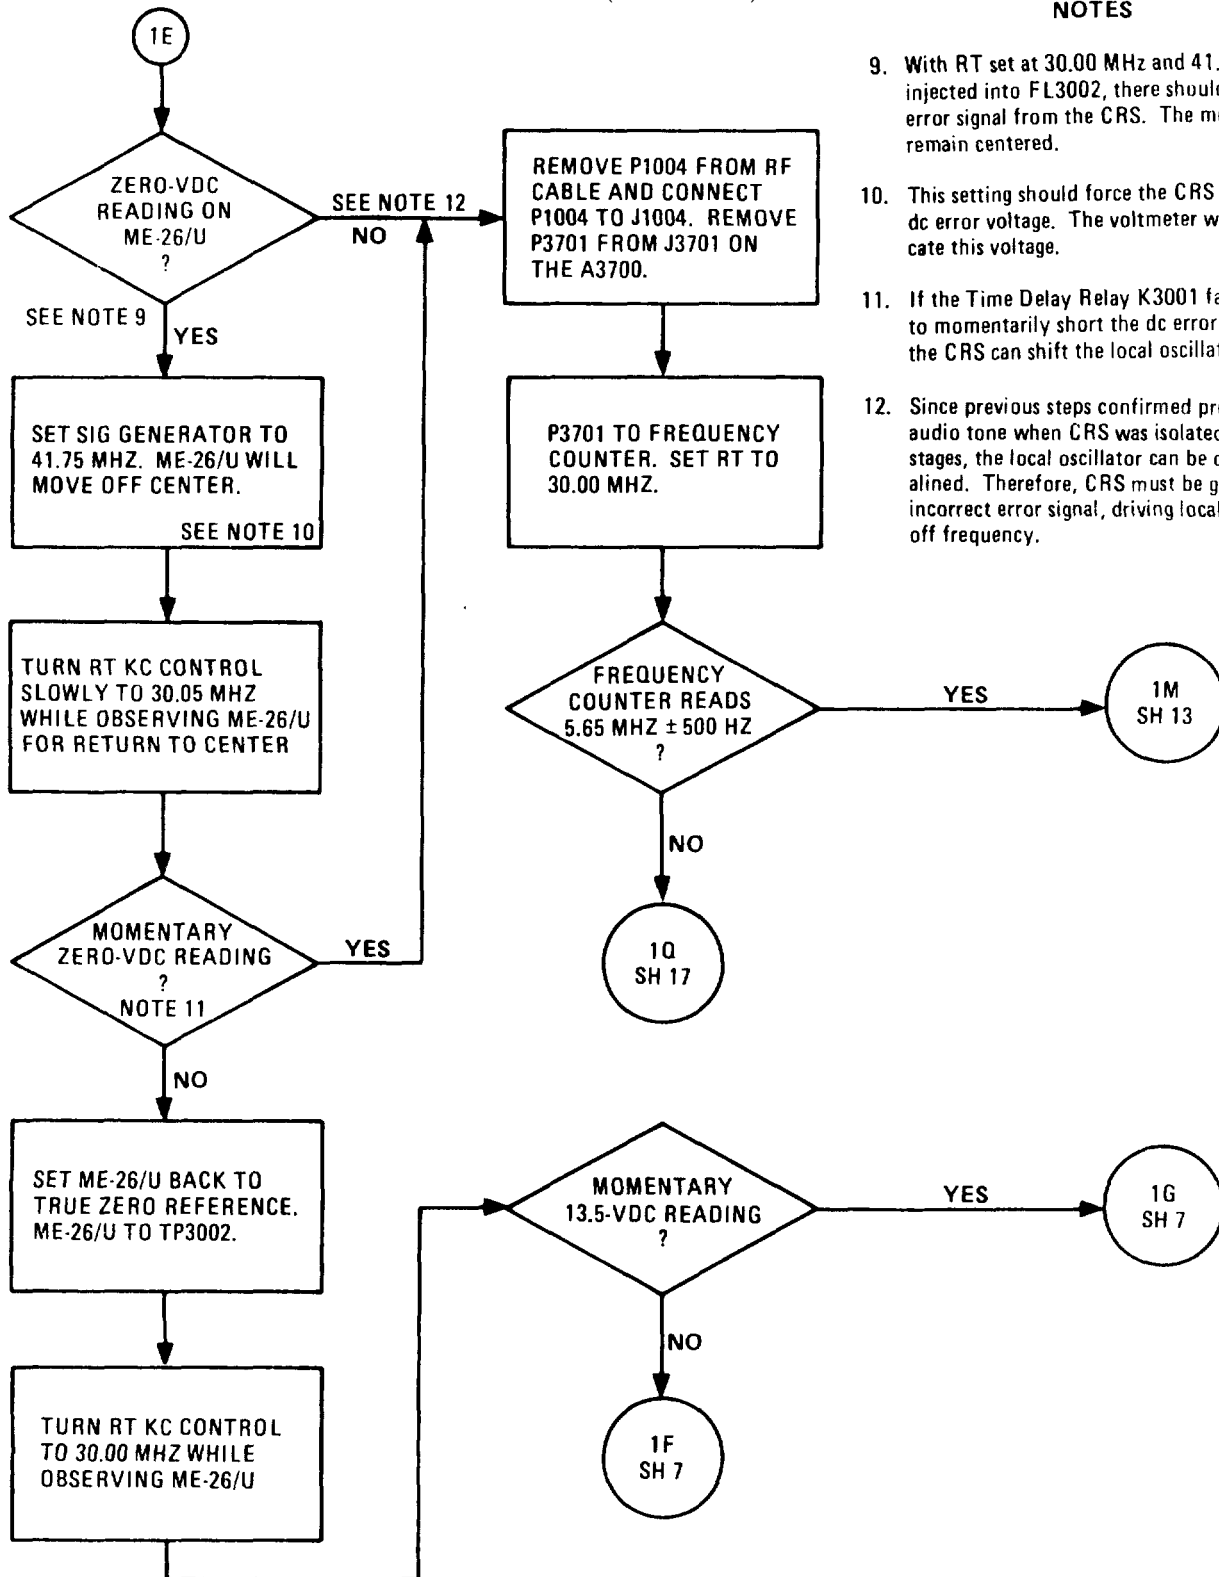 1E
ZERO-VDC
READING ON
ME-26/U
?
SEE NOTE 12
NO
SEE NOTE 9
YES
SET SIG GENERATOR TO
41.75 MHZ. ME-26/U WILL
MOVE OFF CENTER.
SEE NOTE 10
TURN RT KC CONTROL
SLOWLY TO 30.05 MHZ
WHILE OBSERVING ME-26/U
FOR RETURN TO CENTER
MOMENTARY
ZERO-VDC READING
?
NOTE 11
YES
NO
SET ME-26/U BACK TO
TRUE ZERO REFERENCE.
ME-26/U TO TP3002.
TURN RT KC CONTROL
TO 30.00 MHZ WHILE
OBSERVING ME-26/U
REMOVE P1004 FROM RF
CABLE AND CONNECT
P1004 TO J1004. REMOVE
P3701 FROM J3701 ON
THE A3700.
P3701 TO FREQUENCY
COUNTER. SET RT TO
30.00 MHZ.
FREQUENCY
COUNTER READS
5.65 MHZ ± 500 HZ
?
YES
1M
SH 13
NO
1Q
SH 17
MOMENTARY
13.5-VDC READING
?
YES
1G
SH 7
NO
1F
SH 7
NOTES
9. With RT set at 30.00 MHz and 41.
injected into FL3002, there should
error signal from the CRS. The m
remain centered.
10. This setting should force the CRS
dc error voltage. The voltmeter w
cate this voltage.
11. If the Time Delay Relay K3001 fa
to momentarily short the dc error
the CRS can shift the local oscilla
12. Since previous steps confirmed pr
audio tone when CRS was isolated
stages, the local oscillator can be
alined. Therefore, CRS must be g
incorrect error signal, driving local
off frequency.